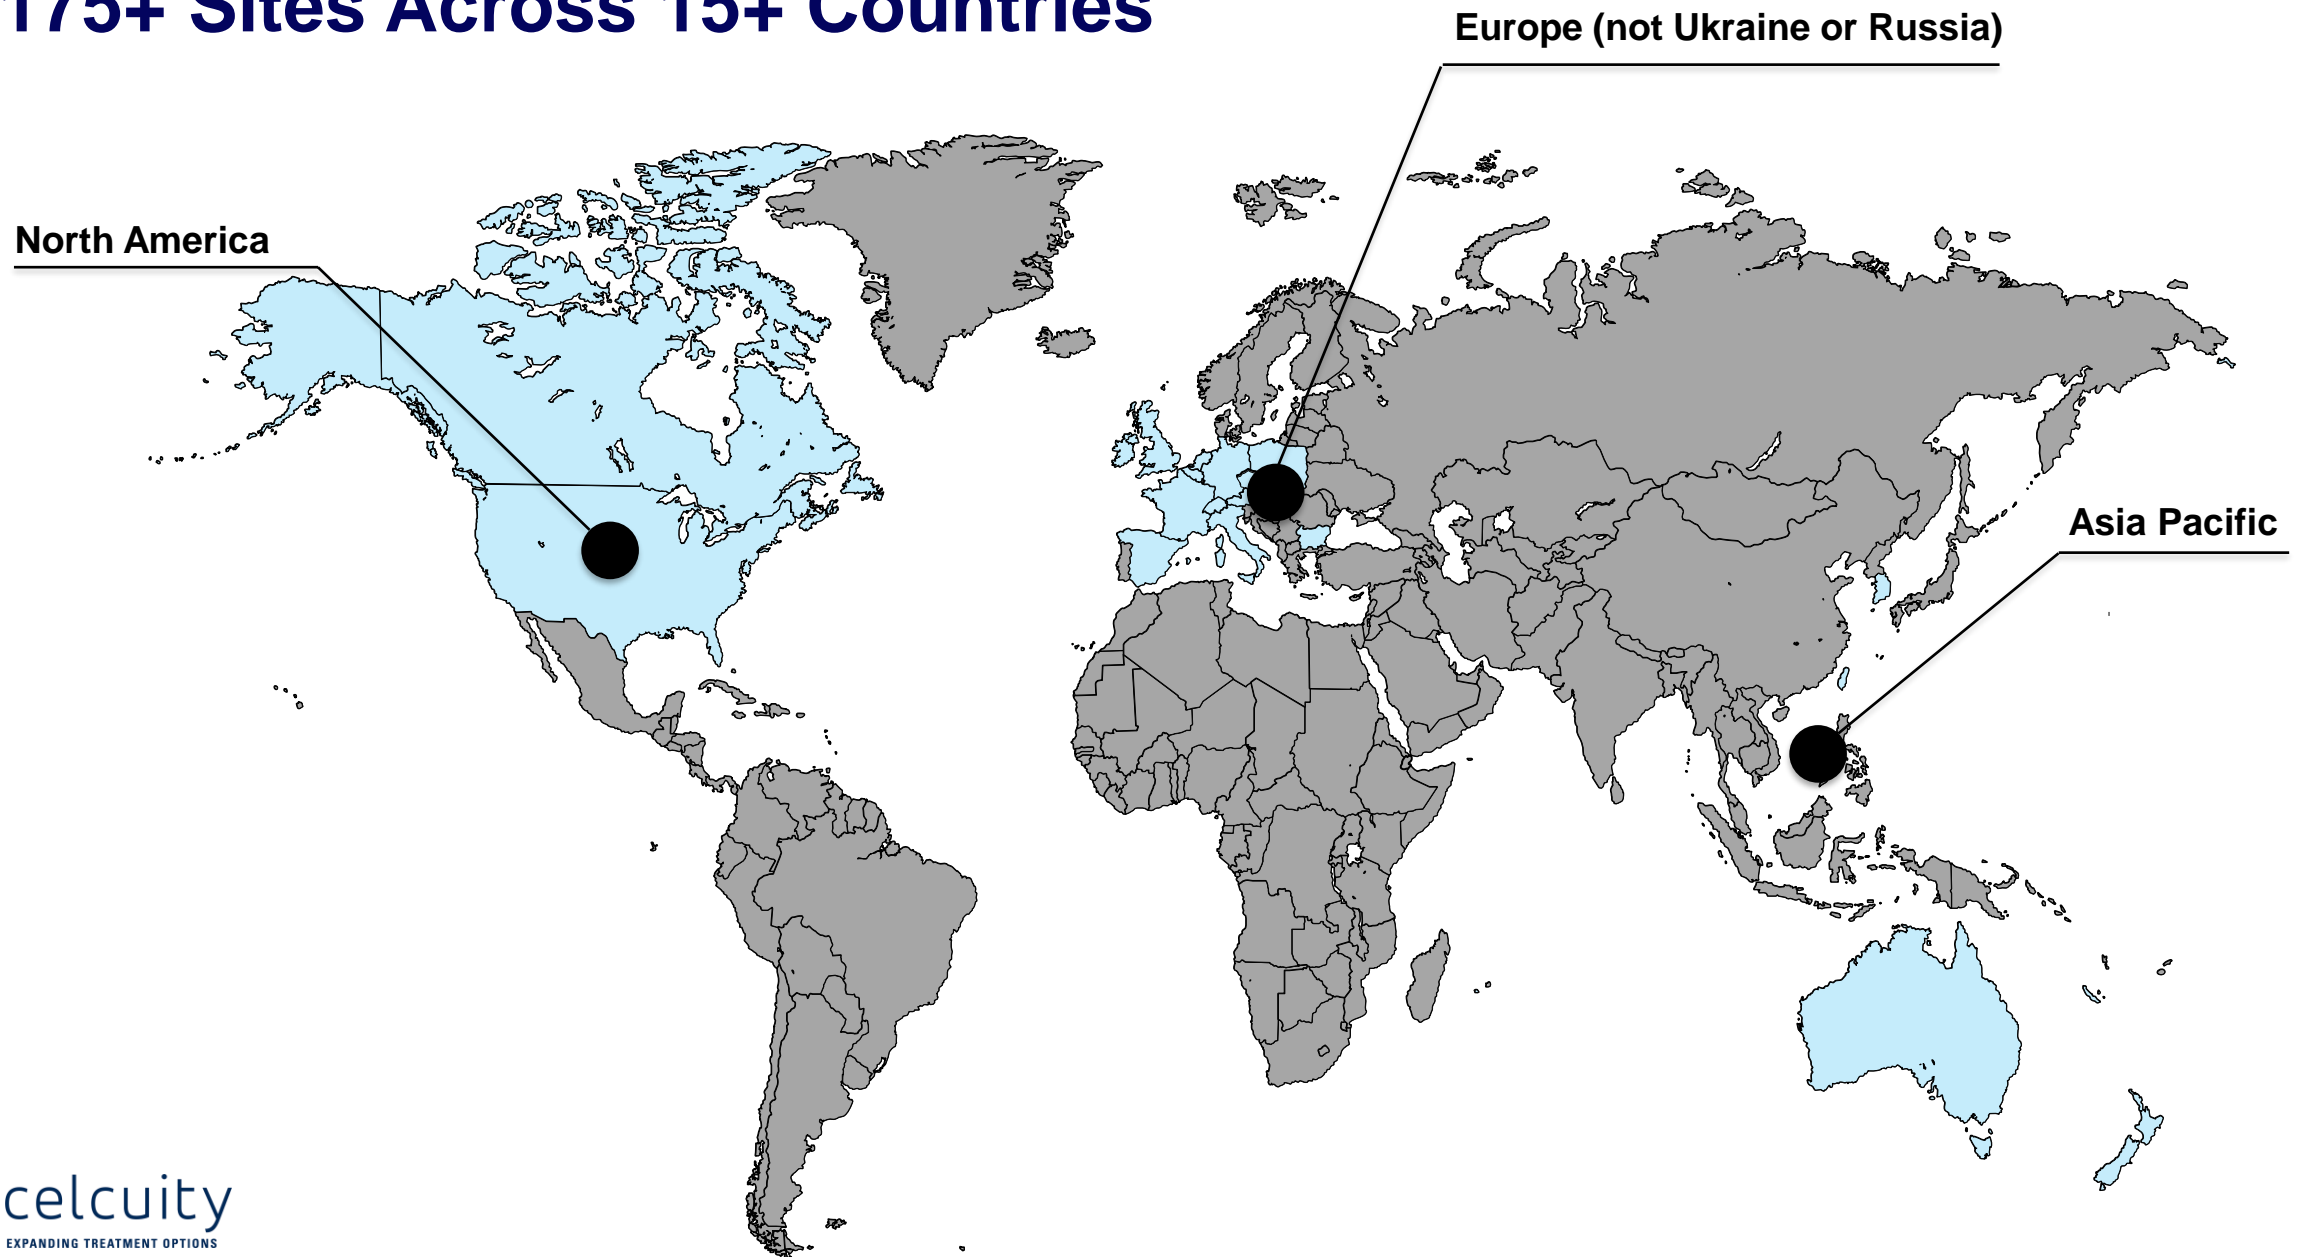 175+ Sites Across 15+ Countries
Europe (not Ukraine or Russia)
North America
Asia Pacific
celcuity
EXPANDING TREATMENT OPTIONS